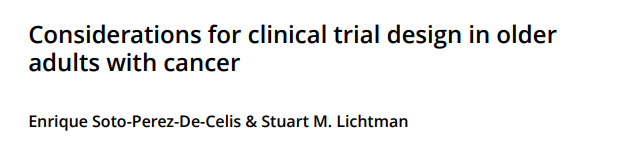 Considerations for clinical trial design in older
adults with cancer
Enrique Soto-Perez-De-Celis & Stuart M. Lichtman